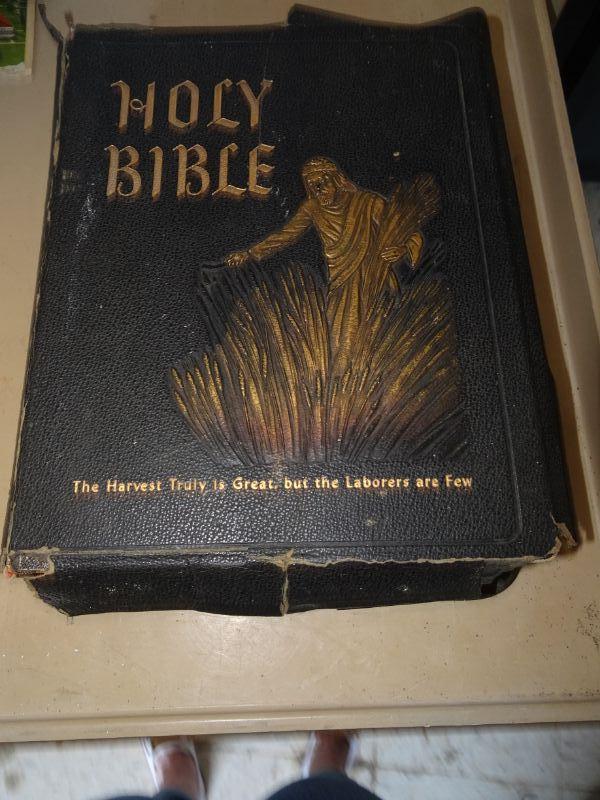 HOLY
BIBLE
The Harvest Truly is Great, but the Laborers are Few